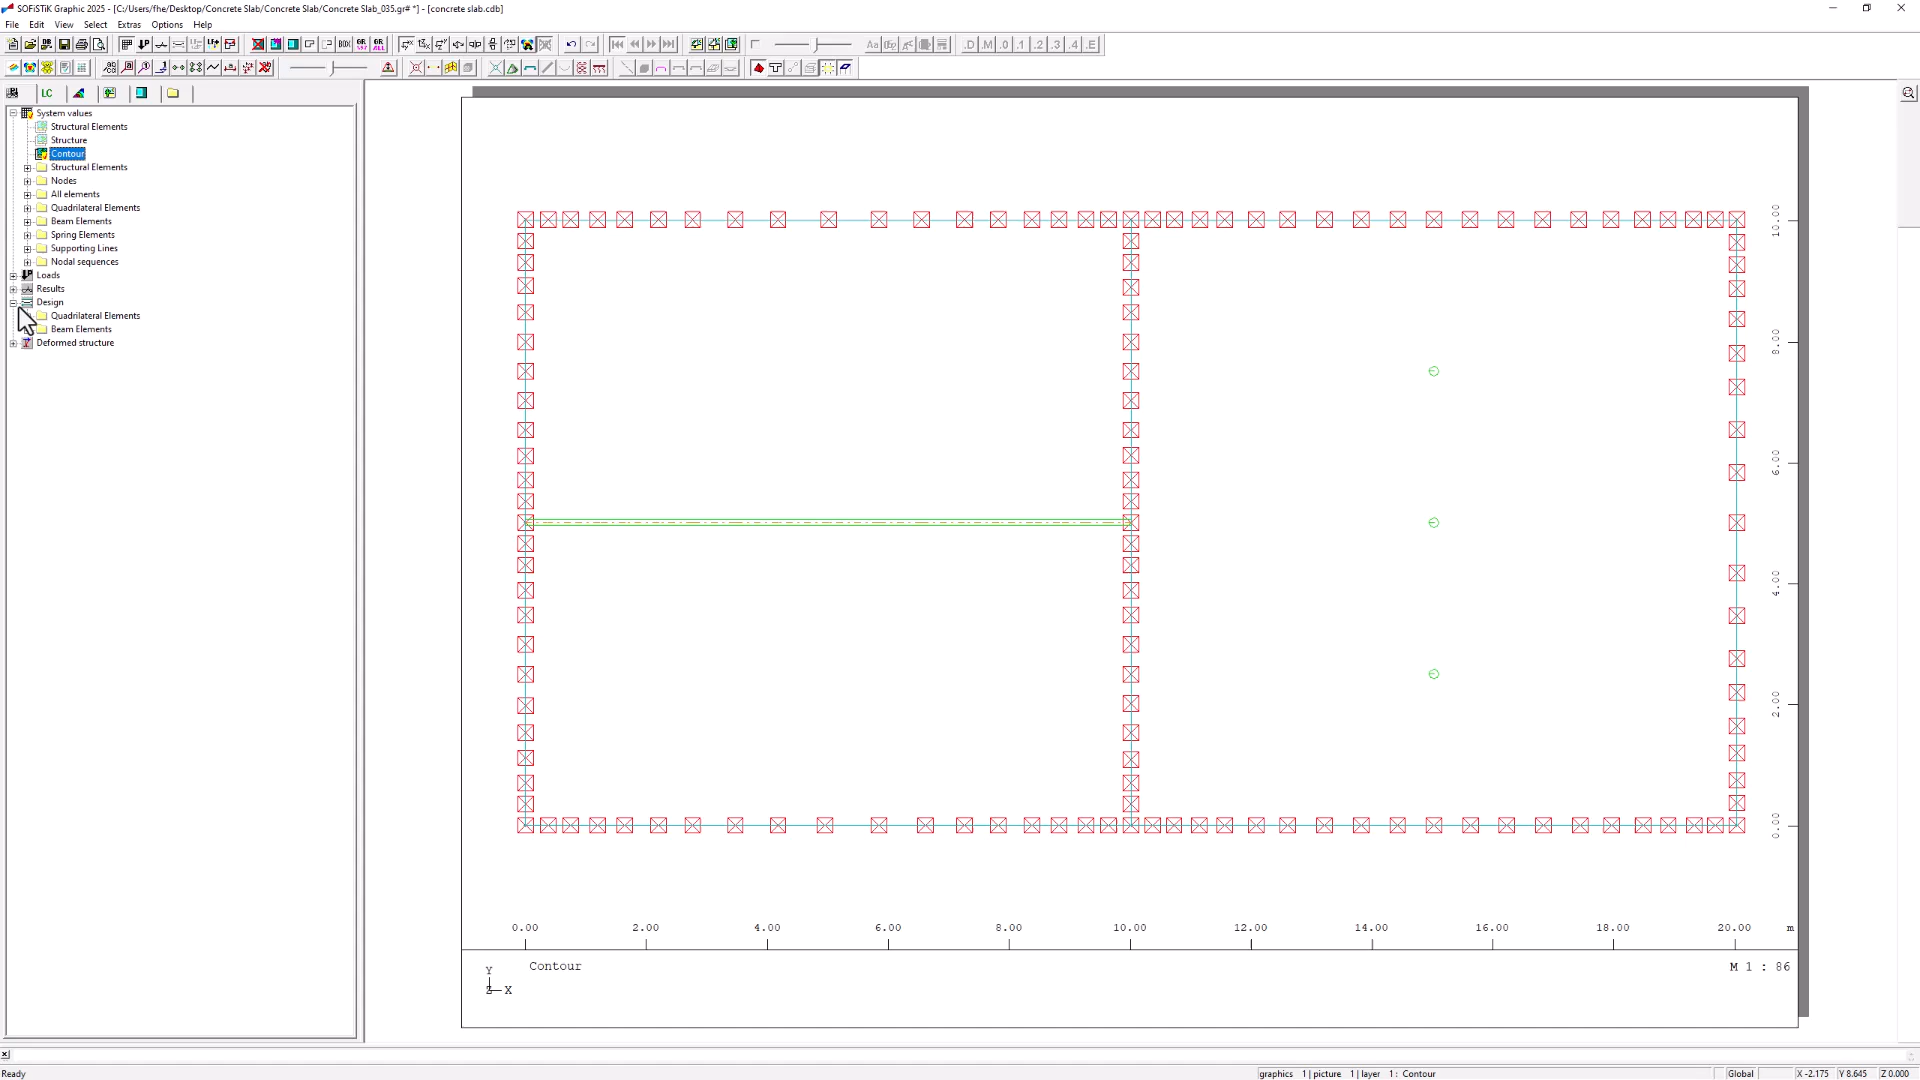 SOFiSTiK Graphic 2025 - [C:/Users/fhe/Desktop/Concrete Slab/Concrete Slab/Concrete Slab_035.gr# *] - [concrete slab.cdb]
File Edit View Select Extras Options Help
LC
System values
Structural Elements
Structure
Contour
Structural Elements
Nodes
All elements
Quadrilateral Elements
Beam Elements
Spring Elements
Supporting Lines
Nodal sequences
Loads
Results
Design
Quadrilateral Elements
Beam Elements
Deformed structure
10.00
8.00
6.00
4.00
2.00
0.00
0.00 2.00 4.00 6.00 8.00 10.00 12.00 14.00 16.00 18.00 20.00 m
Y
Z X
Contour
M 1 : 86
Ready
graphics 1 | picture 1 | layer 1 : Contour
Global X -2.175 Y 8.645 Z 0.000